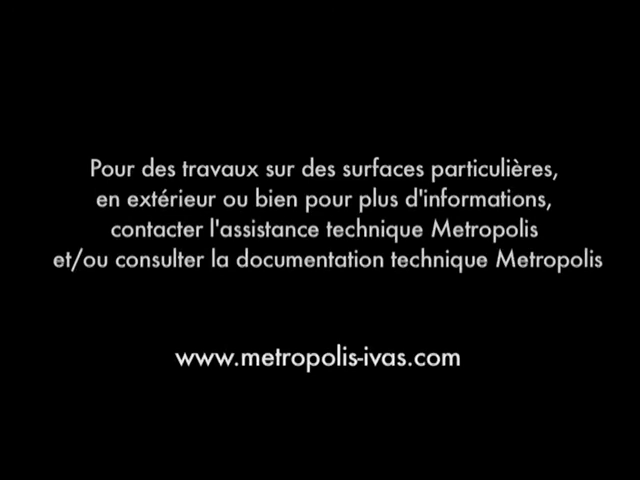 Pour des travaux sur des surfaces particulières,
en extérieur ou bien pour plus d'informations,
contacter l'assistance technique Metropolis
et/ou consulter la documentation technique Metropolis
www.metropolis-ivas.com